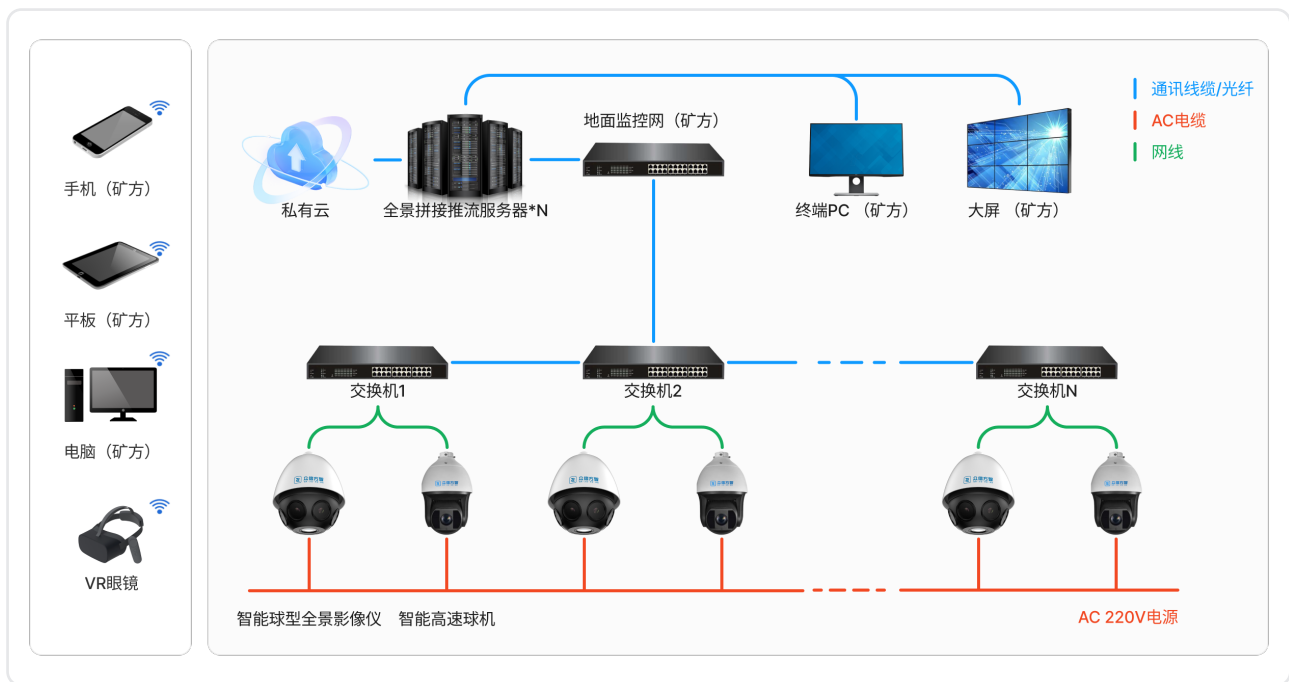 手机（矿方）
平板（矿方）
电脑（矿方）
VR眼镜
通讯线缆/光纤
AC电缆
网线
地面监控网（矿方）
私有云
全景拼接推流服务器*N
终端PC （矿方）
大屏 （矿方）
交换机1
交换机2
交换机N
智能球型全景影像仪
智能高速球机
AC 220V电源